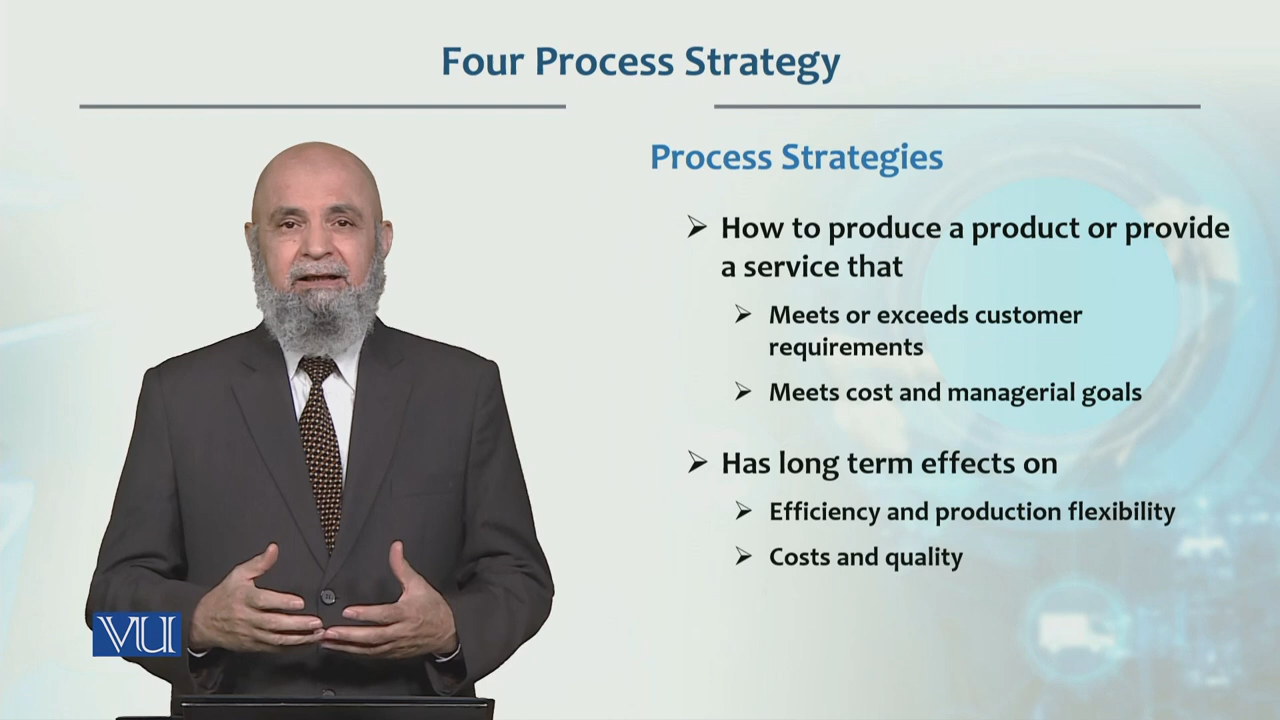 Four Process Strategy
Process Strategies
➢ How to produce a product or provide
a service that
➢ Meets or exceeds customer
requirements
➢ Meets cost and managerial goals
➢ Has long term effects on
➢ Efficiency and production flexibility
➢ Costs and quality
VU